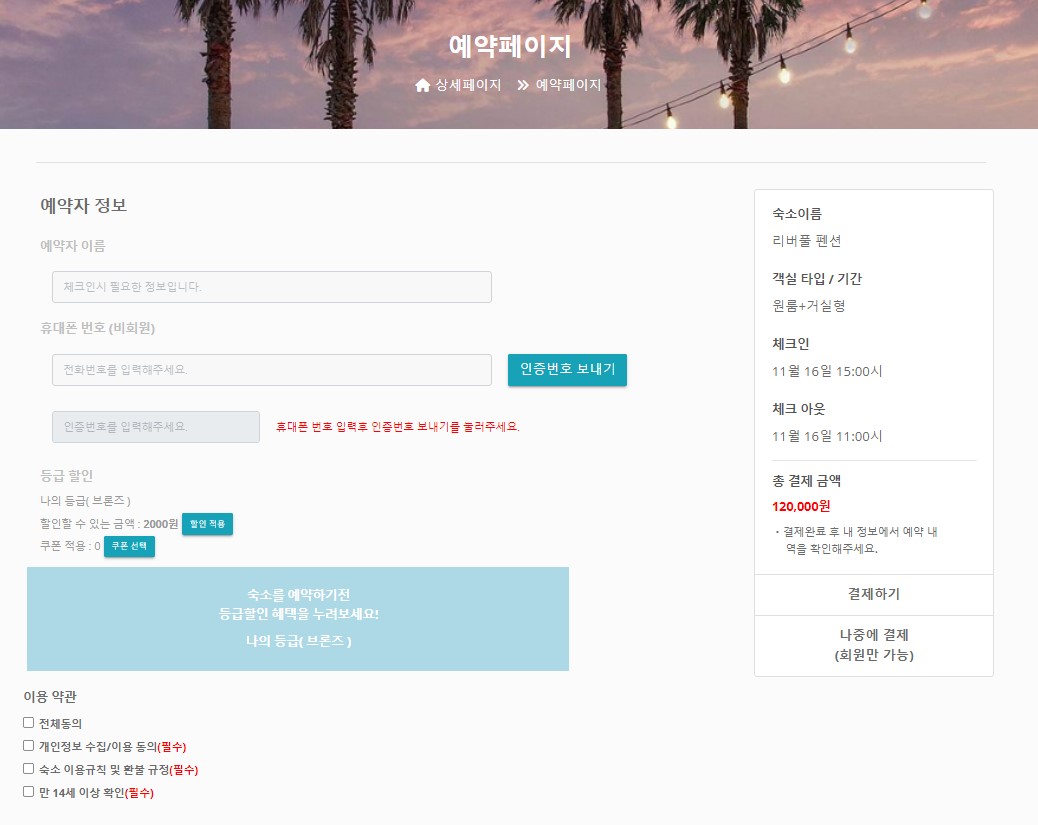 예약페이지
상세페이지 예약페이지
예약자 정보
예약자 이름
체크인시 필요한 정보입니다.
휴대폰 번호 (비회원)
전화번호를 입력해주세요.
인증번호 보내기
인증번호를 입력해주세요.
휴대폰 번호 입력후 인증번호 보내기를 눌러주세요.
등급 할인
나의 등급( 브론즈 )
할인할 수 있는 금액 : 2000원 할인 적용
쿠폰 적용 : 0 쿠폰 선택
숙소를 예약하기전
등급할인 혜택을 누려보세요!
나의 등급( 브론즈 )
이용 약관
전체동의
개인정보 수집/이용 동의(필수)
숙소 이용규칙 및 환불 규정(필수)
만 14세 이상 확인(필수)
숙소이름
리버풀 펜션
객실 타입 / 기간
원룸+거실형
체크인
11월 16일 15:00시
체크 아웃
11월 16일 11:00시
총 결제 금액
120,000원
· 결제완료 후 내 정보에서 예약 내
역을 확인해주세요.
결제하기
나중에 결제
(회원만 가능)